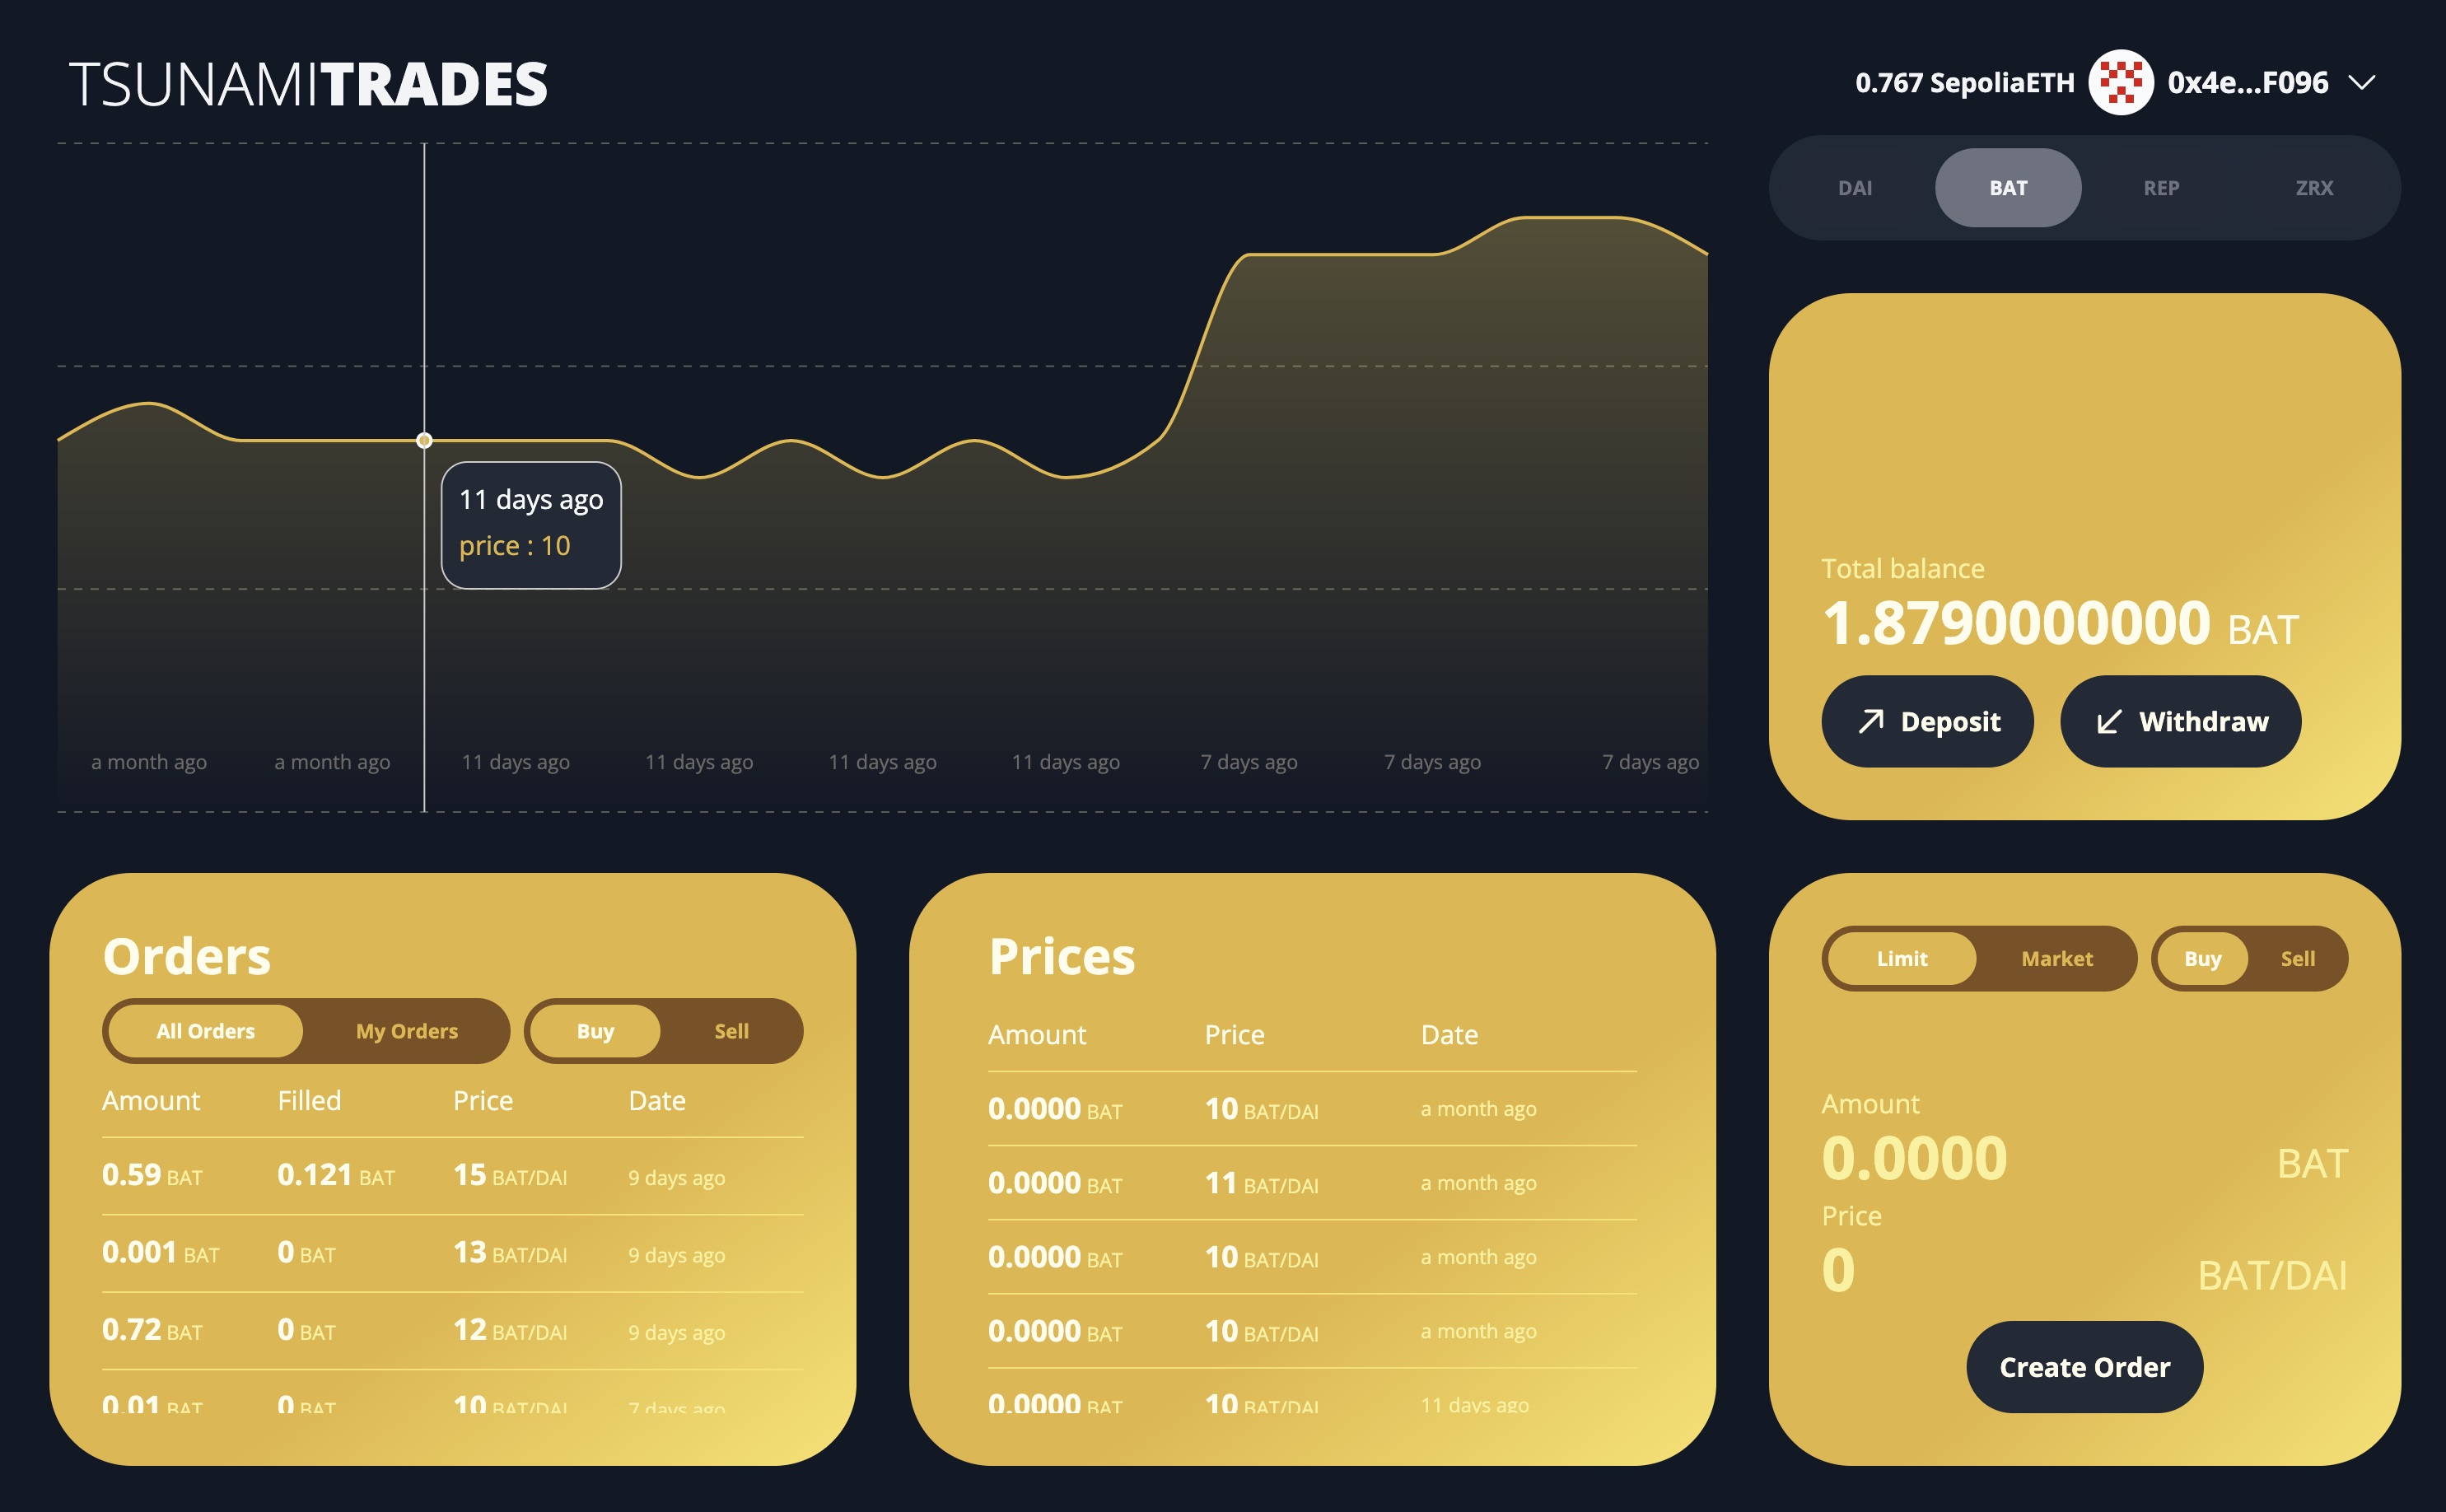 TSUNAMITRADES
0.767 SepoliaETH 0x4e...F096
DAI BAT REP ZRX
11 days ago
price : 10
a month ago a month ago 11 days ago 11 days ago 11 days ago 11 days ago 7 days ago 7 days ago 7 days ago
Total balance
1.8790000000 BAT
Deposit Withdraw
Orders
All Orders My Orders Buy Sell
Amount Filled Price Date
0.59 BAT 0.121 BAT 15 BAT/DAI 9 days ago
0.001 BAT 0 BAT 13 BAT/DAI 9 days ago
0.72 BAT 0 BAT 12 BAT/DAI 9 days ago
0.01 BAT 0 BAT 10 BAT/DAI 7 days ago
Prices
Amount Price Date
0.0000 BAT 10 BAT/DAI a month ago
0.0000 BAT 11 BAT/DAI a month ago
0.0000 BAT 10 BAT/DAI a month ago
0.0000 BAT 10 BAT/DAI a month ago
0.0000 BAT 10 BAT/DAI 11 days ago
Limit Market Buy Sell
Amount
0.0000 BAT
Price
0 BAT/DAI
Create Order